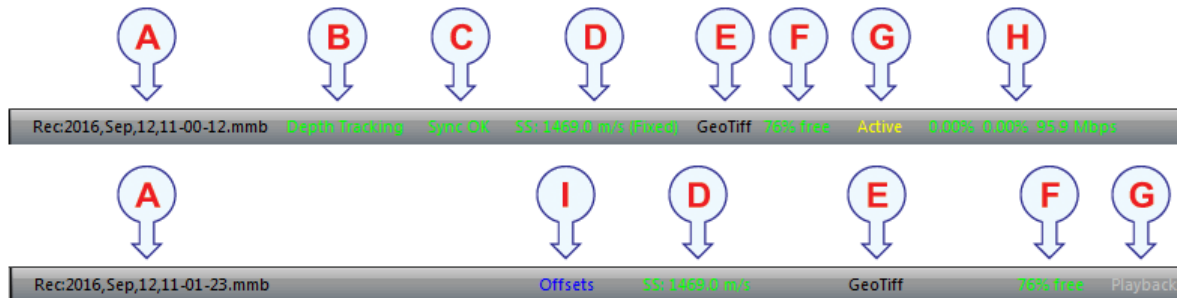 A B C D E F G H
Rec:2016,Sep,12,11-00-12.mmb Depth Tracking Sync OK SS: 1469.0 m/s (Fixed) GeoTiff 76% free Active 0.00% 0.00% 95.9 Mbps
A I D E F G
Rec:2016,Sep,12,11-01-23.mmb Offsets SS: 1469.0 m/s GeoTiff 76% free Playback